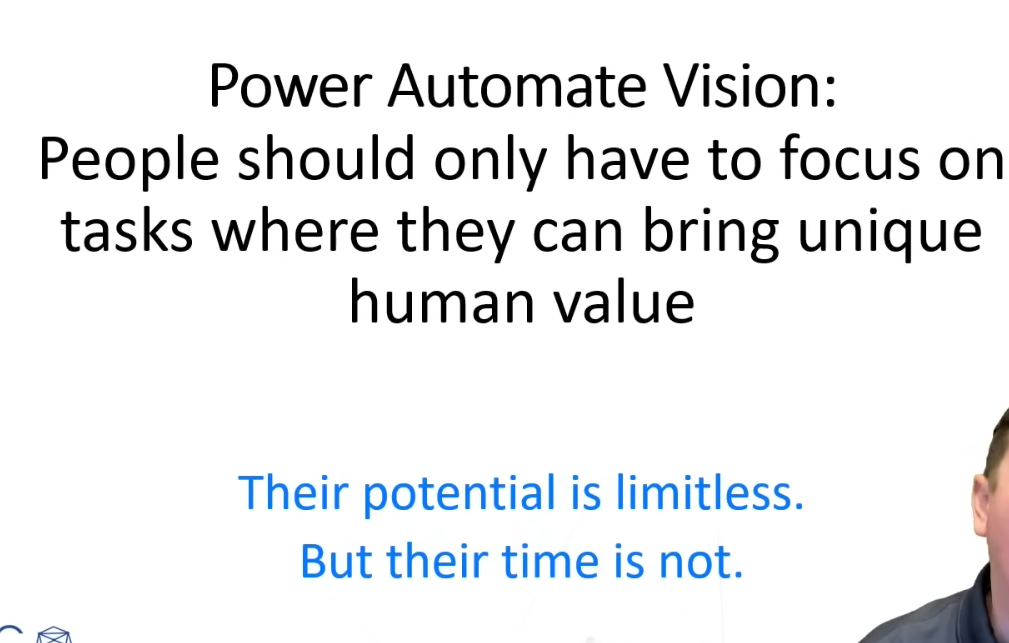 Power Automate Vision:
People should only have to focus on
tasks where they can bring unique
human value
Their potential is limitless.
But their time is not.